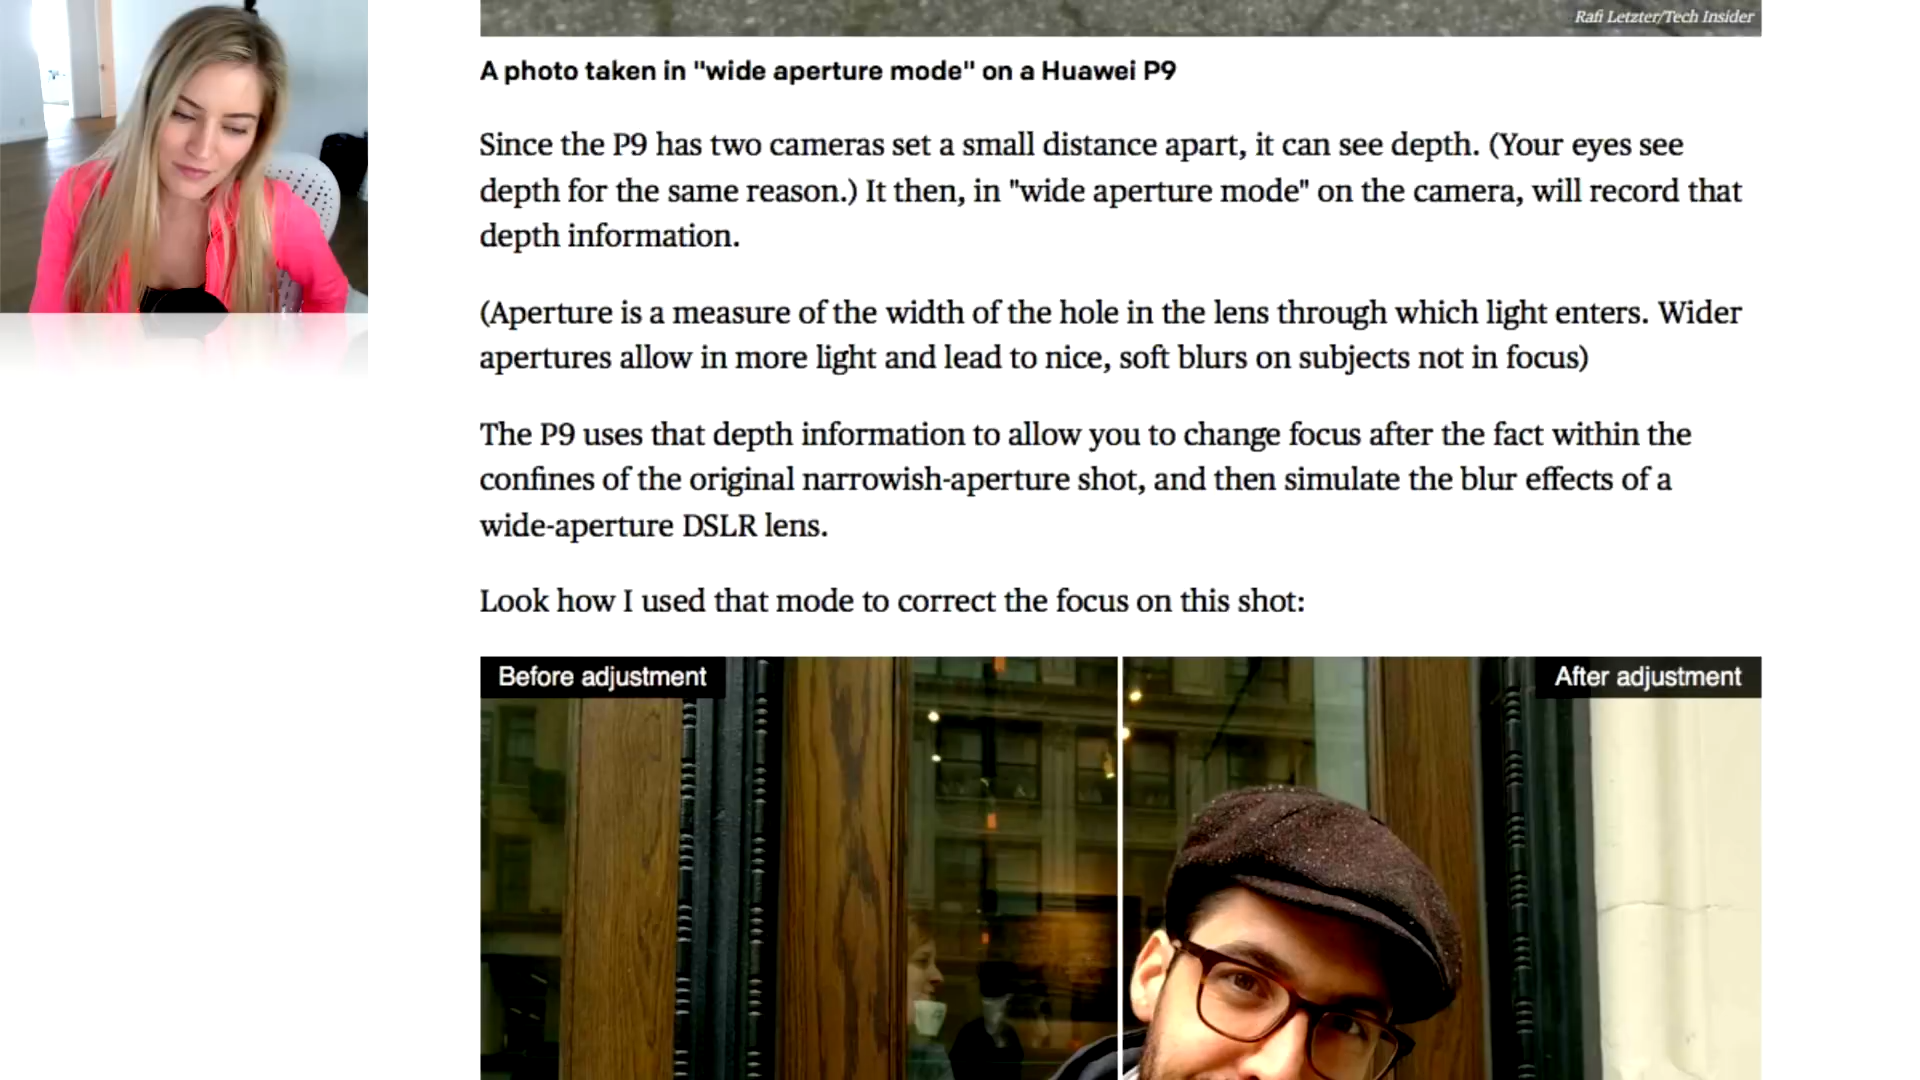 Rafi Letzter/Tech Insider
A photo taken in "wide aperture mode" on a Huawei P9
Since the P9 has two cameras set a small distance apart, it can see depth. (Your eyes see
depth for the same reason.) It then, in "wide aperture mode" on the camera, will record that
depth information.
(Aperture is a measure of the width of the hole in the lens through which light enters. Wider
apertures allow in more light and lead to nice, soft blurs on subjects not in focus)
The P9 uses that depth information to allow you to change focus after the fact within the
confines of the original narrowish-aperture shot, and then simulate the blur effects of a
wide-aperture DSLR lens.
Look how I used that mode to correct the focus on this shot:
Before adjustment
After adjustment